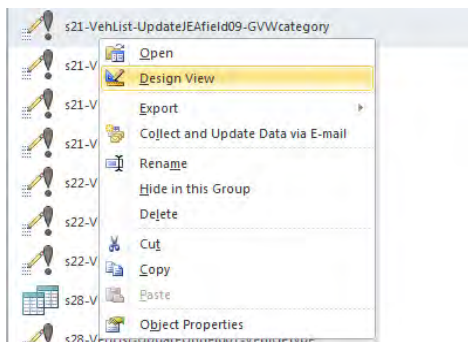 s21-VehList-UpdateJEAfield09-GVWcategory
Open
s21-V
Design View
s21-V
Export
Collect and Update Data via E-mail
s21-V
Rename
s22-V
Hide in this Group
Delete
s22-V
Cut
s22-V
Copy
s28-V
Paste
Object Properties